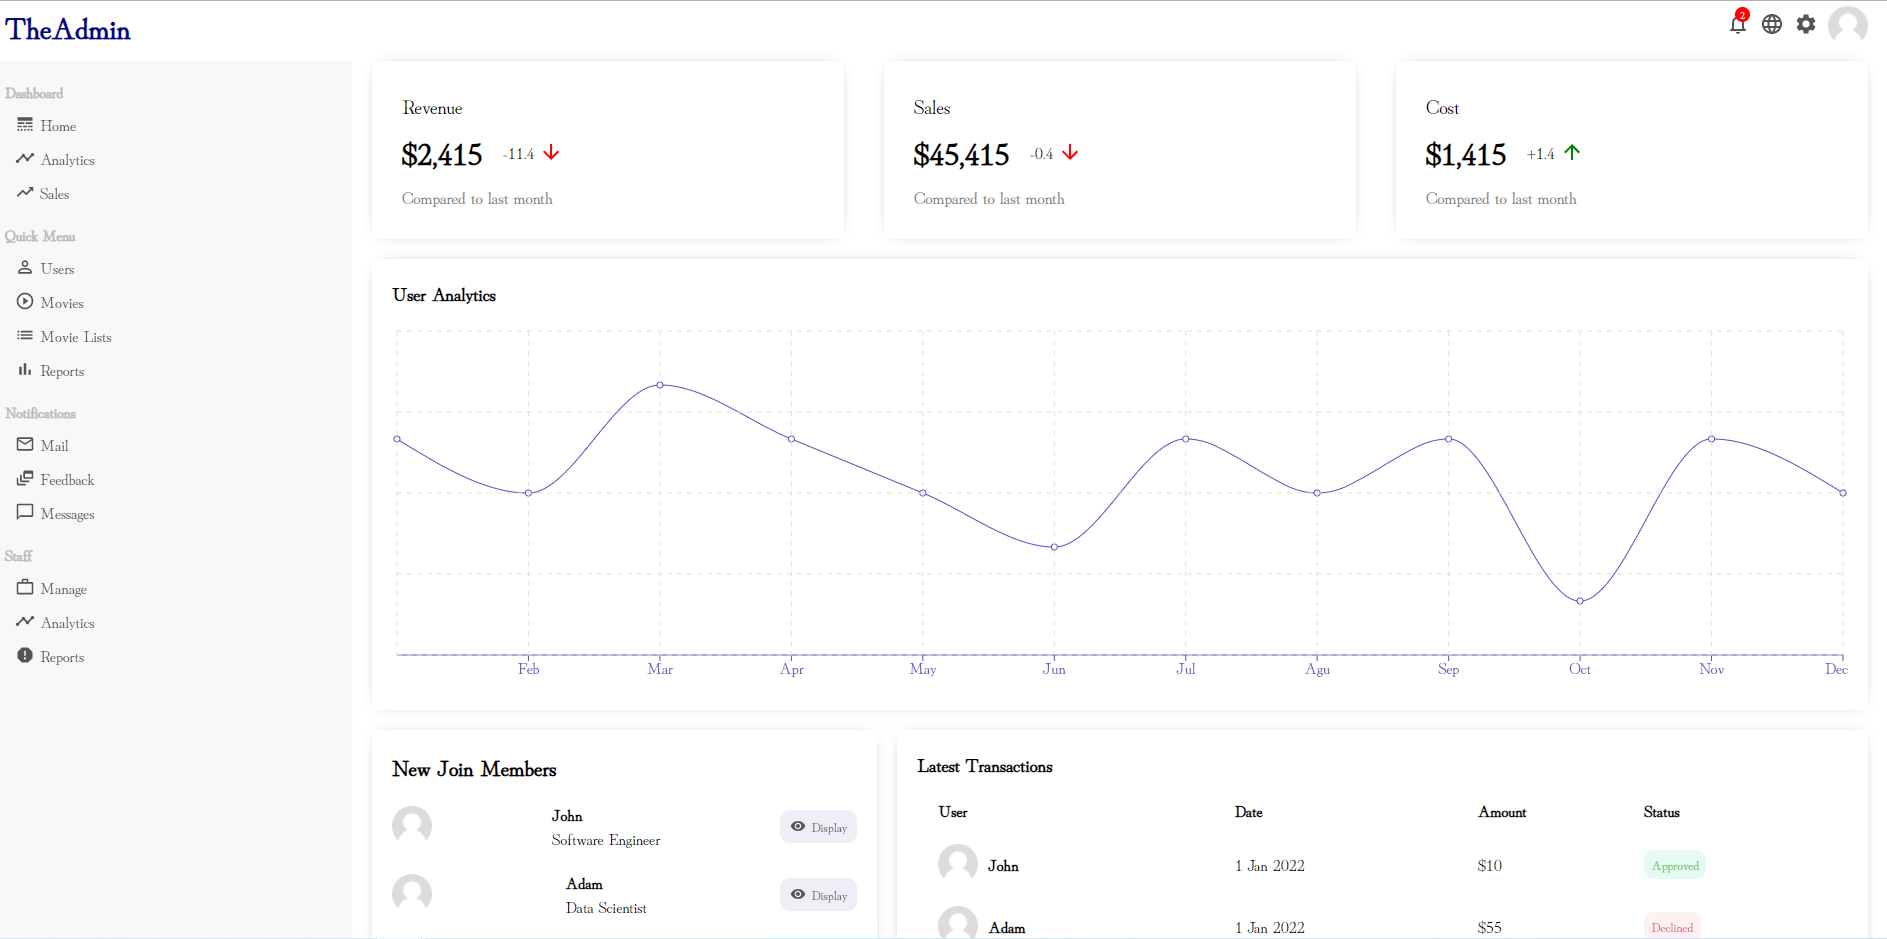 TheAdmin
2
Dashboard
Home
Analytics
Sales
Quick Menu
Users
Movies
Movie Lists
Reports
Notifications
Mail
Feedback
Messages
Staff
Manage
Analytics
Reports
Revenue
$2,415 -11.4
Compared to last month
Sales
$45,415 -0.4
Compared to last month
Cost
$1,415 +1.4
Compared to last month
User Analytics
Feb Mar Apr May Jun Jul Agu Sep Oct Nov Dec
New Join Members
John
Software Engineer
Display
Adam
Data Scientist
Display
Latest Transactions
User Date Amount Status
John 1 Jan 2022 $10 Approved
Adam 1 Jan 2022 $55 Declined